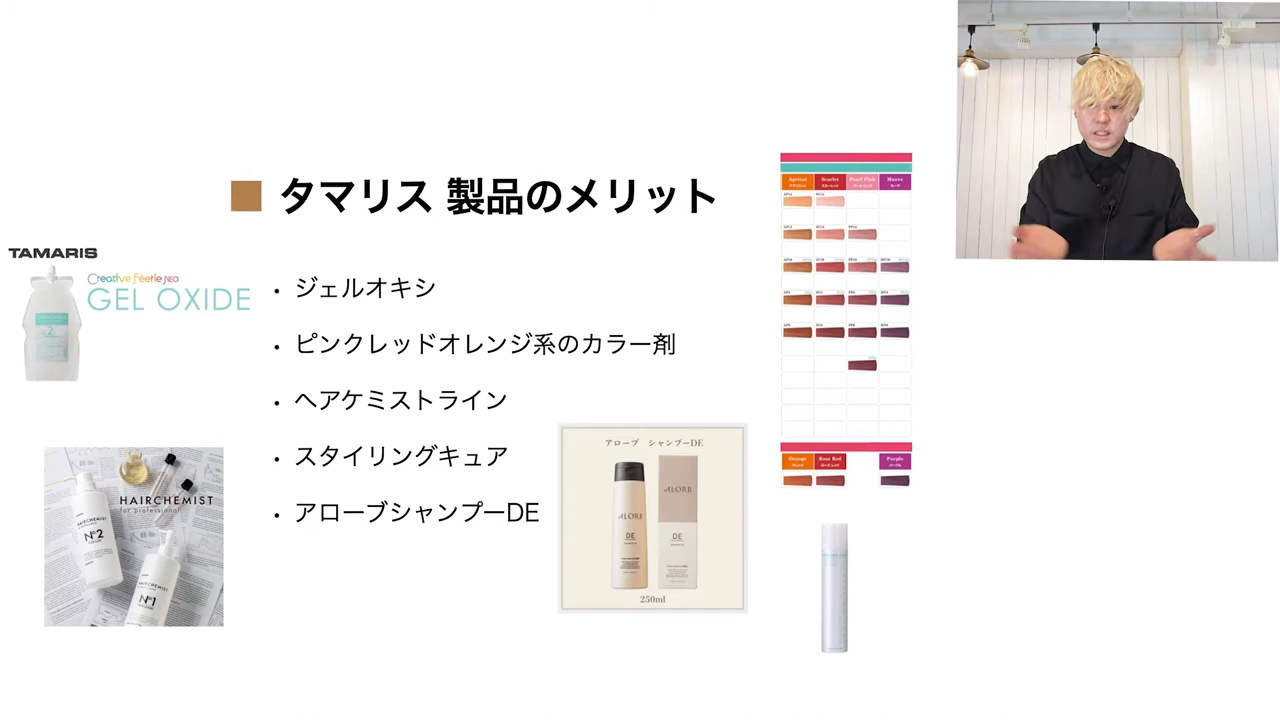 タマリス 製品のメリット
TAMARIS
Creative Féerie NEO
GEL OXIDE
・ジェルオキシ
・ピンクレッドオレンジ系のカラー剤
・ヘアケミストライン
・スタイリングキュア
・アローブシャンプーDE
HAIRCHEMIST
for professional
HAIRCHEMIST
Nº2
HAIRCHEMIST
Nº1
アローブ シャンプーDE
ALORB
DE
ALORB
DE
250ml
Apricot Scarlet Pearl Pink Mauve
Orange Rose Red Purple